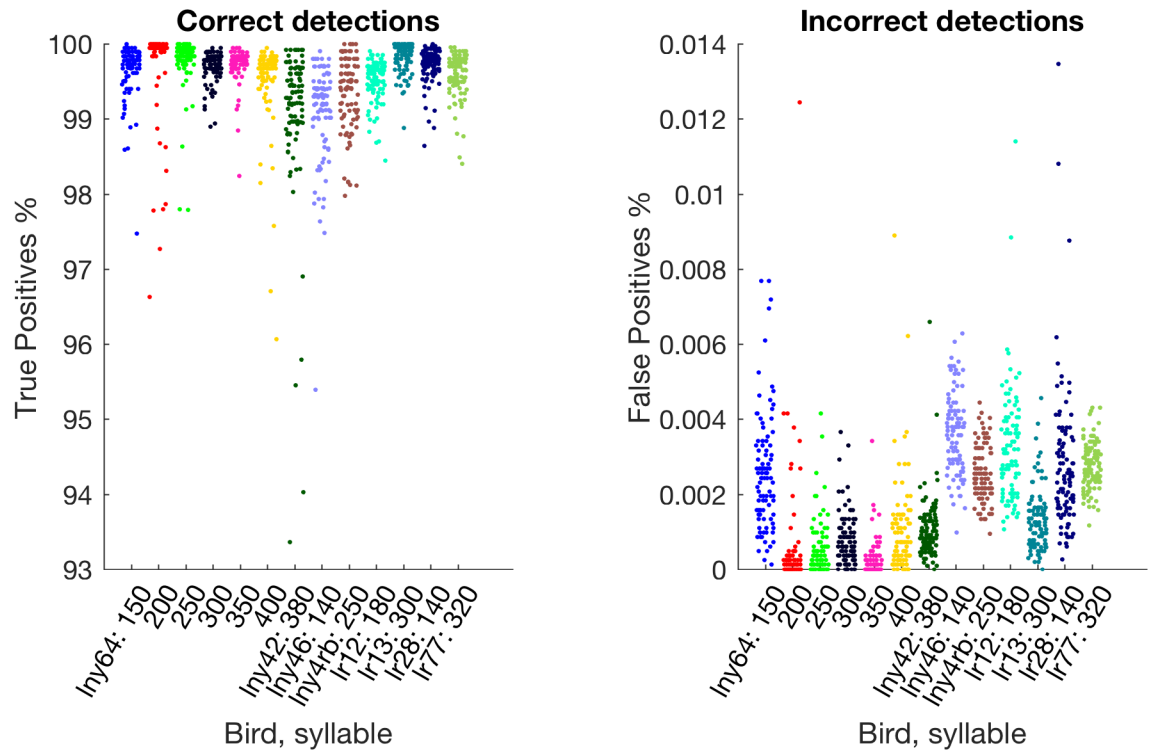 Correct detections
True Positives %
100
99
98
97
96
95
94
93
lny64: 150
200
250
300
350
400
lny42: 380
lny46: 140
lny4rb: 250
lr12: 180
lr13: 300
lr28: 140
lr77: 320
Bird, syllable
Incorrect detections
False Positives %
0.014
0.012
0.01
0.008
0.006
0.004
0.002
0
lny64: 150
200
250
300
350
400
lny42: 380
lny46: 140
lny4rb: 250
lr12: 180
lr13: 300
lr28: 140
lr77: 320
Bird, syllable